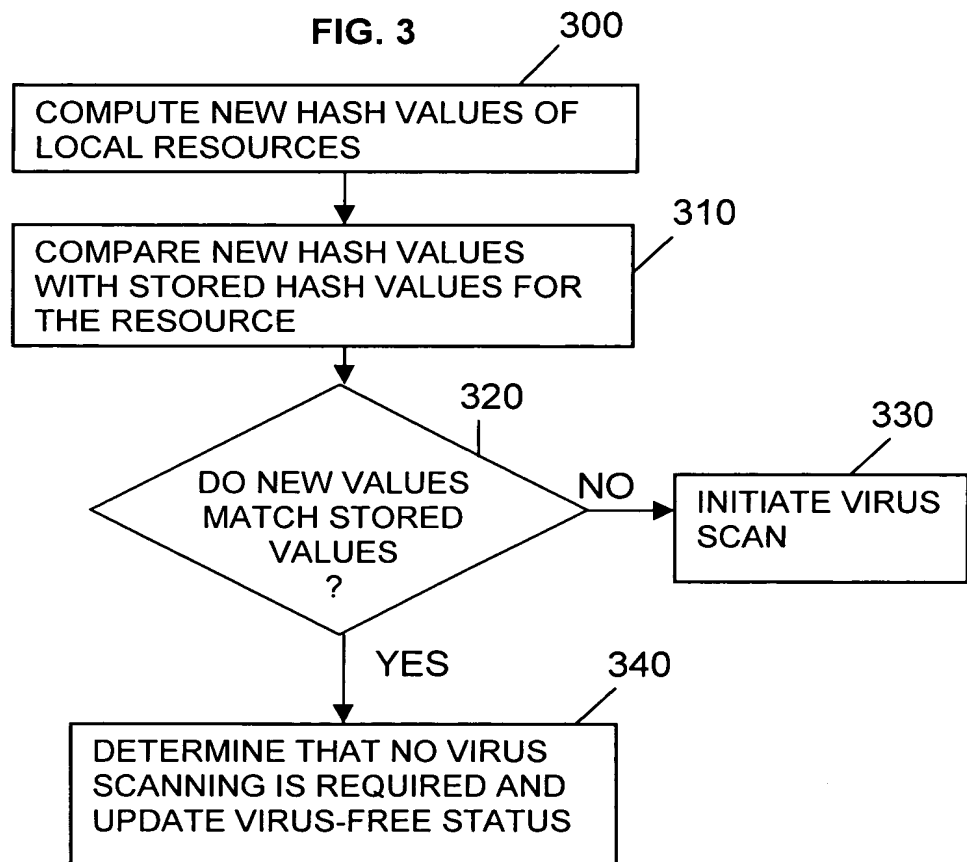 FIG. 3
300
COMPUTE NEW HASH VALUES OF
LOCAL RESOURCES
310
COMPARE NEW HASH VALUES
WITH STORED HASH VALUES FOR
THE RESOURCE
320
DO NEW VALUES
MATCH STORED
VALUES
?
NO
330
INITIATE VIRUS
SCAN
YES
340
DETERMINE THAT NO VIRUS
SCANNING IS REQUIRED AND
UPDATE VIRUS-FREE STATUS